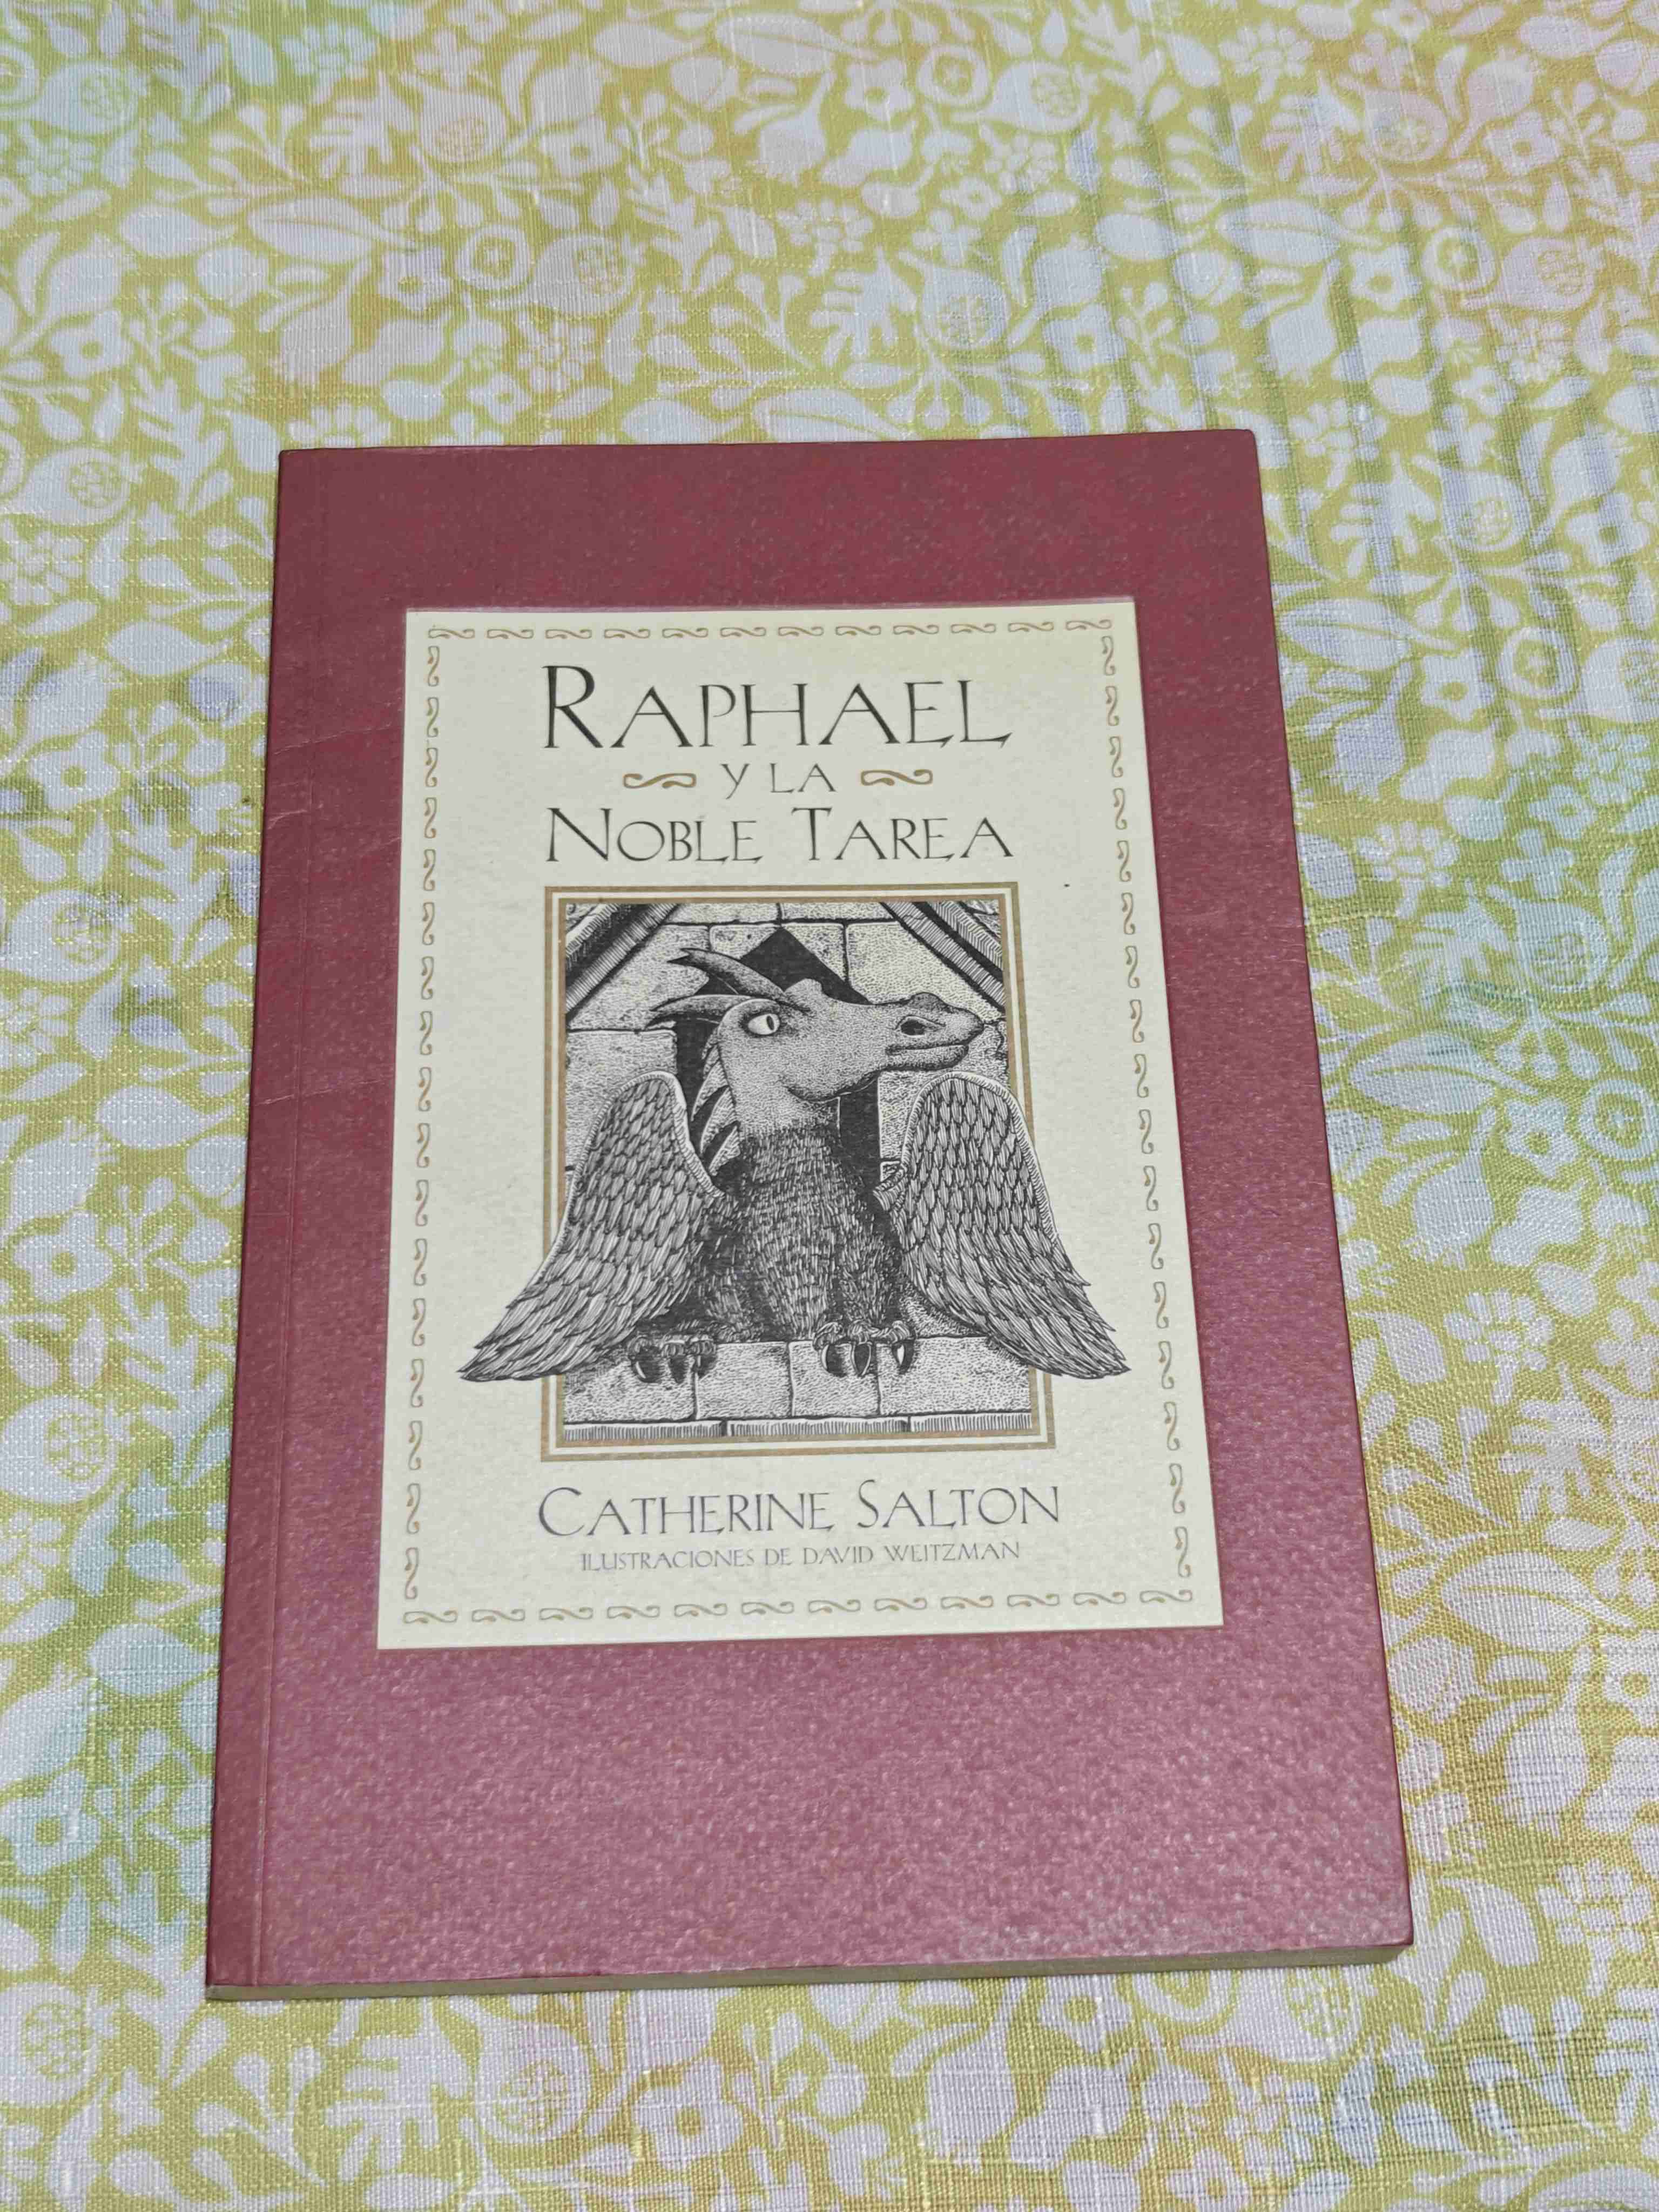 RAPHAEL
Y LA
NOBLE TAREA
CATHERINE SALTON
ILUSTRACIONES DE DAVID WEITZMAN